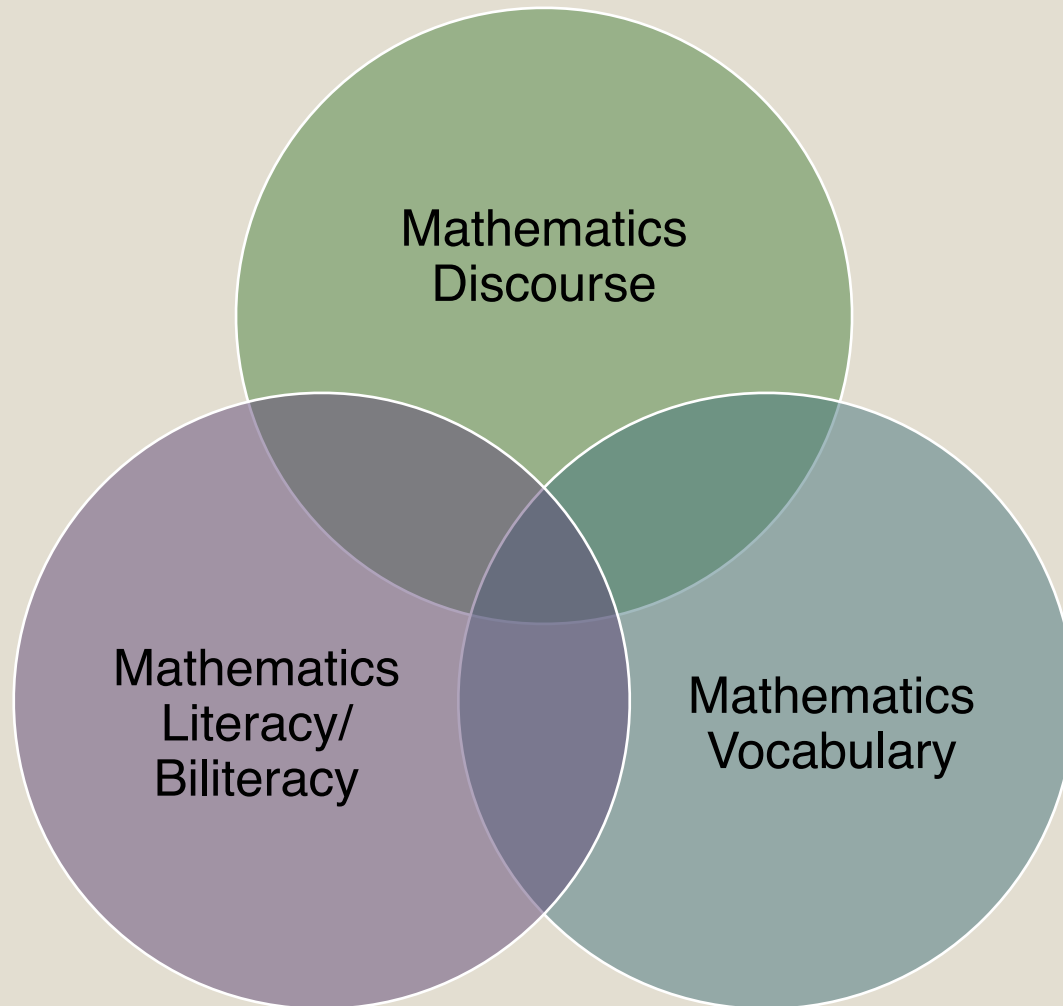 Mathematics
Discourse
Mathematics
Literacy/
Biliteracy
Mathematics
Vocabulary